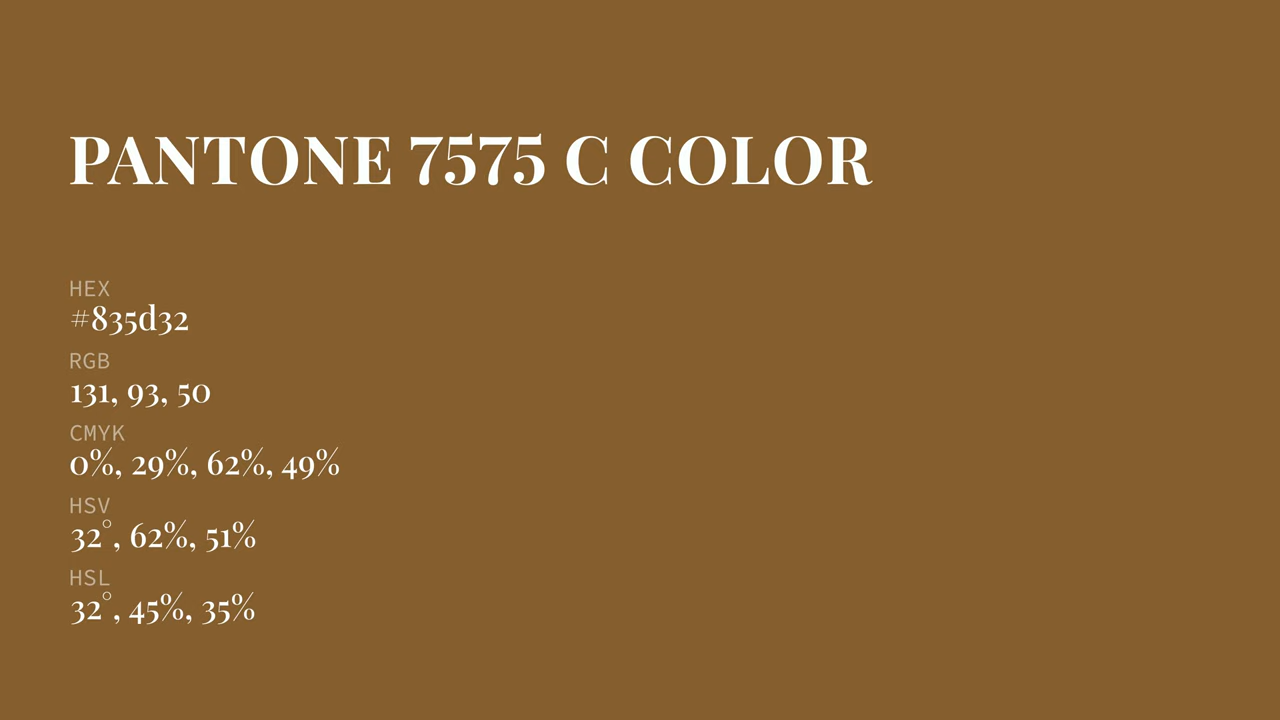 PANTONE 7575 C COLOR
HEX
#835d32
RGB
131, 93, 50
CMYK
0%, 29%, 62%, 49%
HSV
32°, 62%, 51%
HSL
32°, 45%, 35%